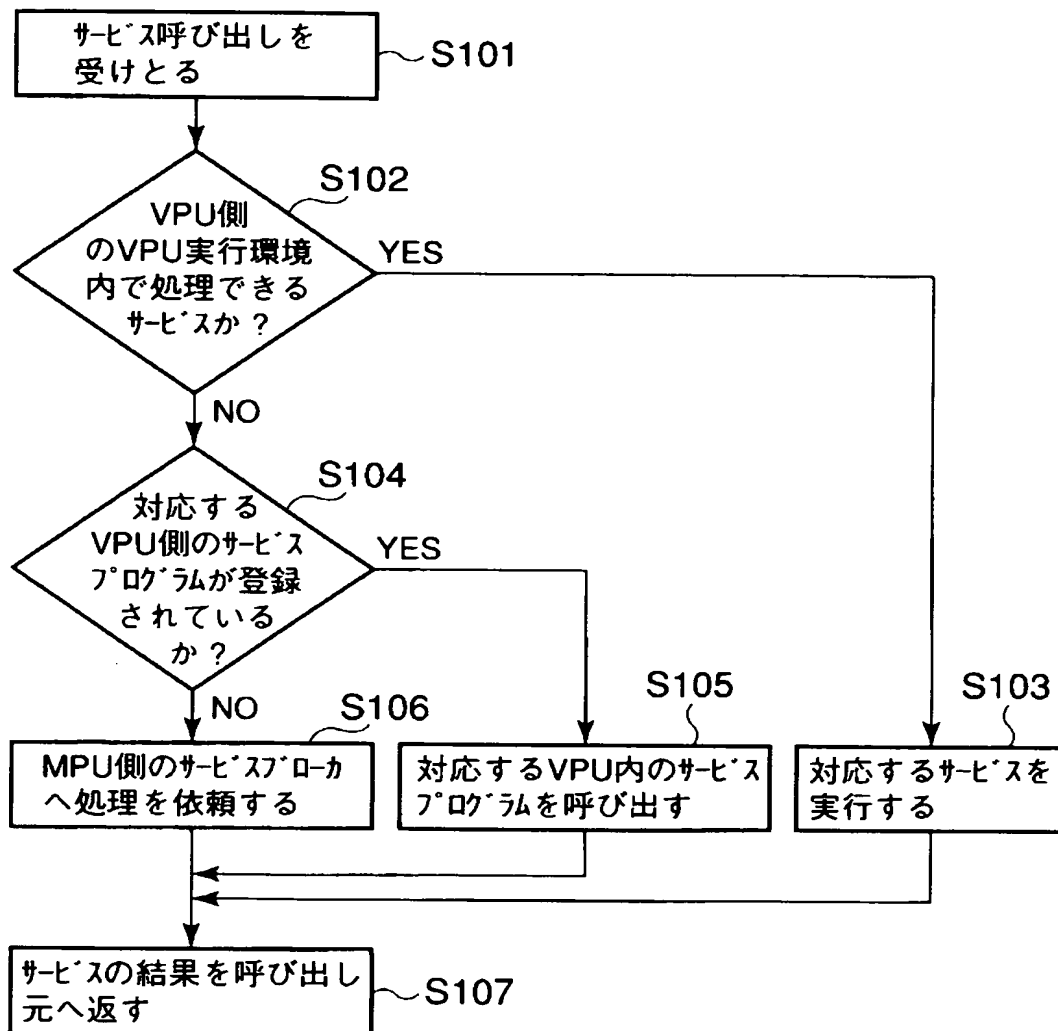 サービス呼び出しを
受けとる
S101
S102
VPU側
のVPU実行環境
内で処理できる
サービスか?
YES
NO
S104
対応する
VPU側のサービス
プログラムが登録
されている
か?
YES
NO
S106
MPU側のサービスブローカ
へ処理を依頼する
S105
対応するVPU内のサービス
プログラムを呼び出す
S103
対応するサービスを
実行する
サービスの結果を呼び出し
元へ返す
S107